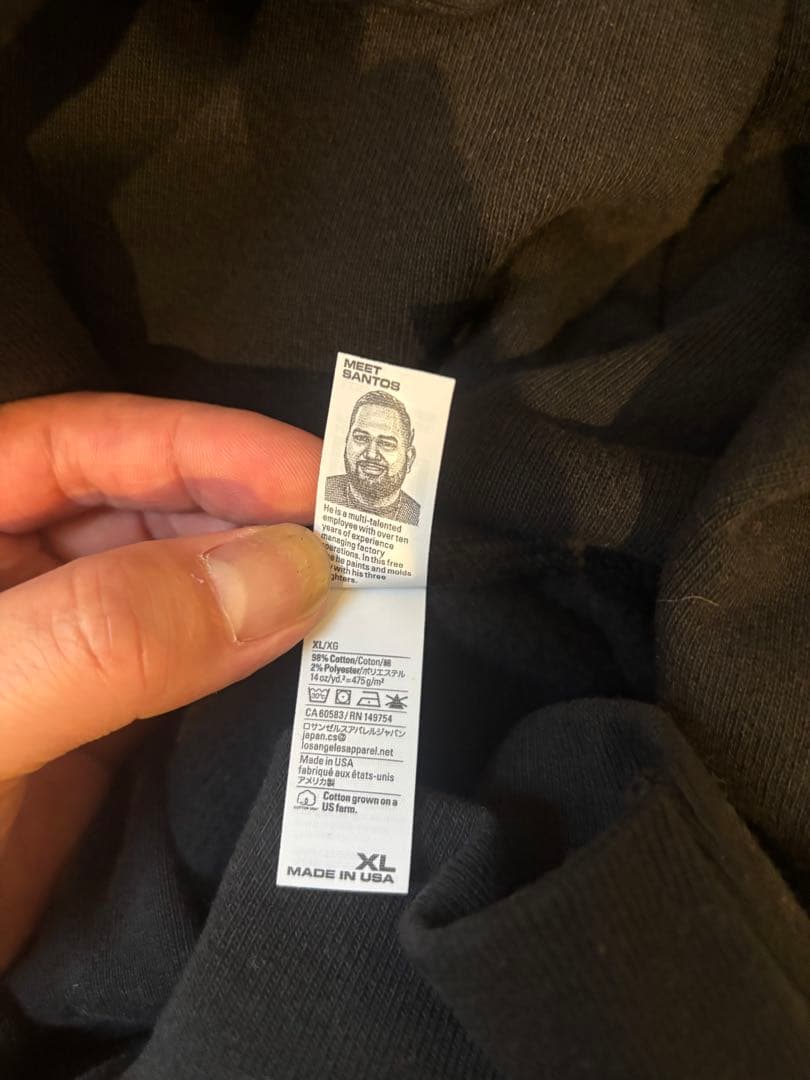 MEET
SANTOS
He is a multi-talented
employee with over ten
years of experience
managing factory
In this free
he paints and molds
with his three
XL/XG
98% Cotton/Coton/綿
2% Polyester/ポリエステル
14 oz/yd.²=475 g/m²
30°C
CA 60583 / RN 149754
ロサンゼルスアパレルジャパン
japan.cs@
losangelesapparel.net
Made in USA
fabriqué aux états-unis
アメリカ製
Cotton grown on a
US farm.
XL
MADE IN USA